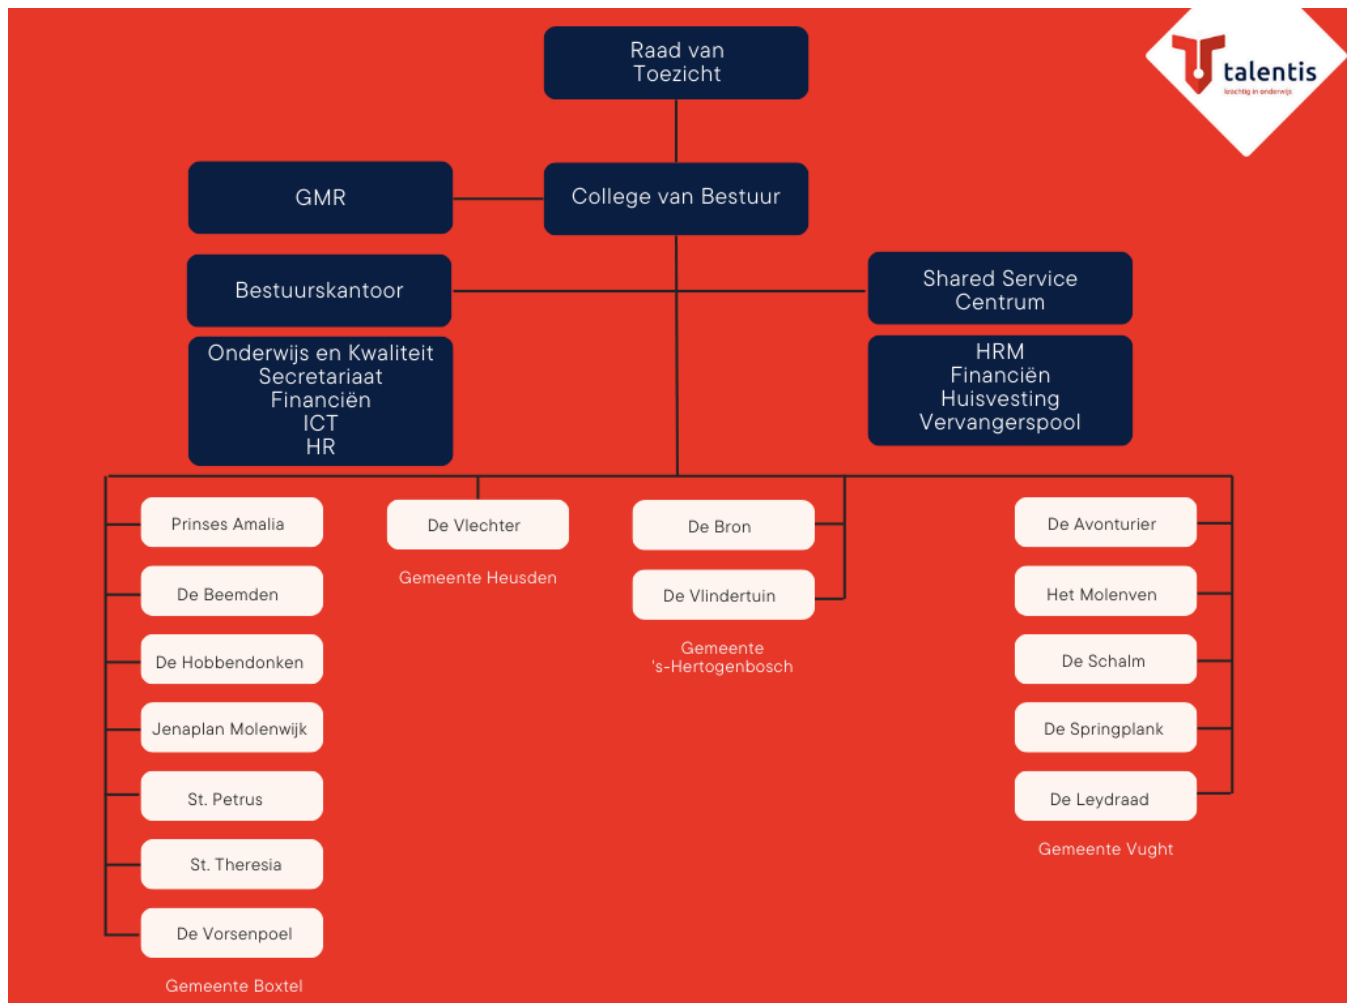 Raad van
Toezicht
talentis
krachtig in onderwijs
GMR
College van Bestuur
Bestuurskantoor
Shared Service
Centrum
Onderwijs en Kwaliteit
Secretariaat
Financiën
ICT
HR
HRM
Financiën
Huisvesting
Vervangerspool
Prinses Amalia
De Beemden
De Hobbendonken
Jenaplan Molenwijk
St. Petrus
St. Theresia
De Vorsenpoel
Gemeente Boxtel
De Vlechter
Gemeente Heusden
De Bron
De Vlindertuin
Gemeente
's-Hertogenbosch
De Avonturier
Het Molenven
De Schalm
De Springplank
De Leydraad
Gemeente Vught